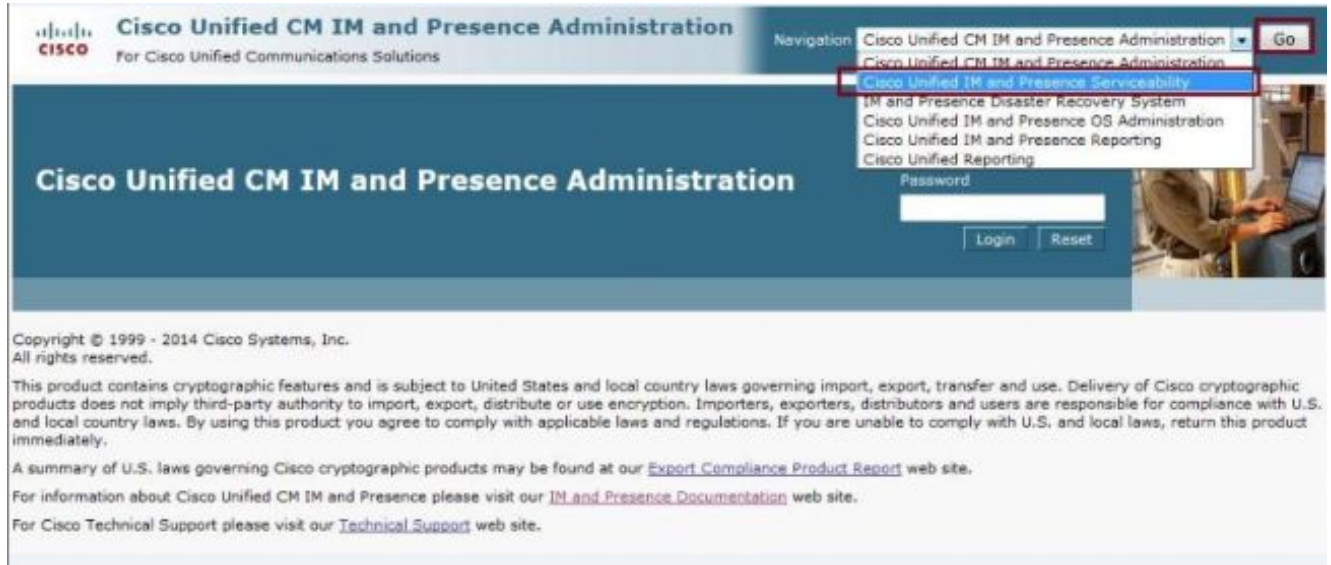 CISCO
Cisco Unified CM IM and Presence Administration
For Cisco Unified Communications Solutions
Navigation Cisco Unified CM IM and Presence Administration Go
Cisco Unified CM IM and Presence Administration
Cisco Unified IM and Presence Serviceability
IM and Presence Disaster Recovery System
Cisco Unified IM and Presence OS Administration
Cisco Unified IM and Presence Reporting
Cisco Unified Reporting
Cisco Unified CM IM and Presence Administration
Password
Login Reset
Copyright © 1999 - 2014 Cisco Systems, Inc.
All rights reserved.
This product contains cryptographic features and is subject to United States and local country laws governing import, export, transfer and use. Delivery of Cisco cryptographic
products does not imply third-party authority to import, export, distribute or use encryption. Importers, exporters, distributors and users are responsible for compliance with U.S.
and local country laws. By using this product you agree to comply with applicable laws and regulations. If you are unable to comply with U.S. and local laws, return this product
immediately.
A summary of U.S. laws governing Cisco cryptographic products may be found at our Export Compliance Product Report web site.
For information about Cisco Unified CM IM and Presence please visit our IM and Presence Documentation web site.
For Cisco Technical Support please visit our Technical Support web site.